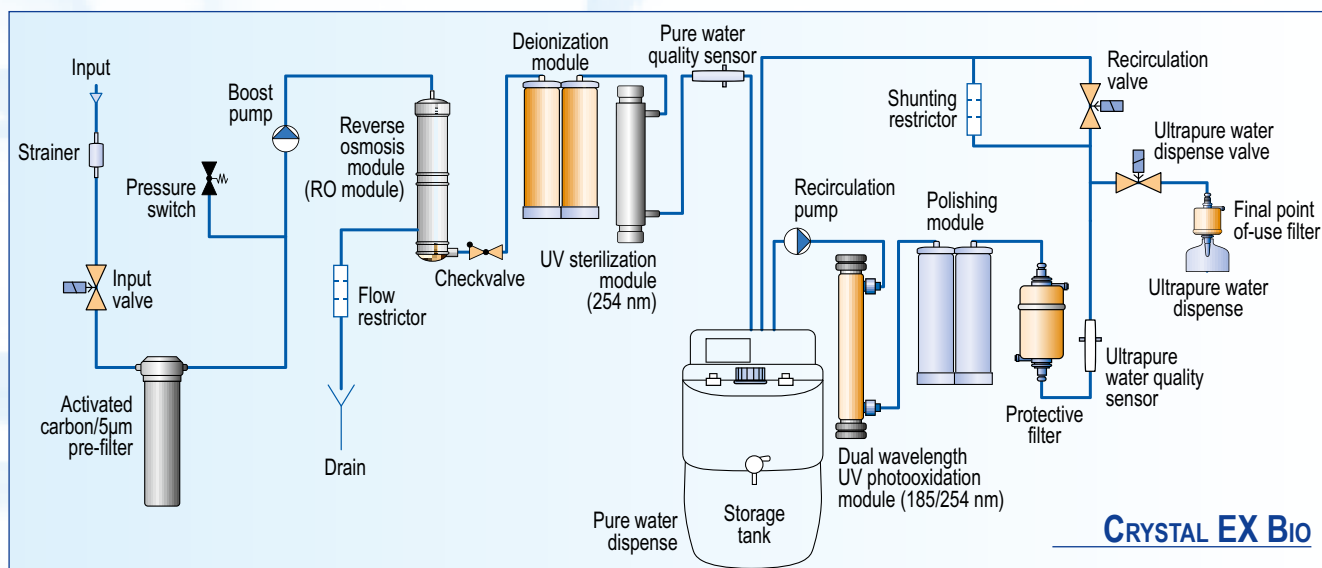 Input
Strainer
Pressure
switch
Input
valve
Activated
carbon/5µm
pre-filter
Boost
pump
Reverse
osmosis
module
(RO module)
Flow
restrictor
Drain
Checkvalve
Deionization
module
UV sterilization
module
(254 nm)
Pure water
quality sensor
Shunting
restrictor
Recirculation
valve
Ultrapure water
dispense valve
Final point
of-use filter
Ultrapure water
dispense
Recirculation
pump
Polishing
module
Ultrapure
water quality
sensor
Protective
filter
Dual wavelength
UV photooxidation
module (185/254 nm)
Pure water
dispense
Storage
tank
CRYSTAL EX BIO